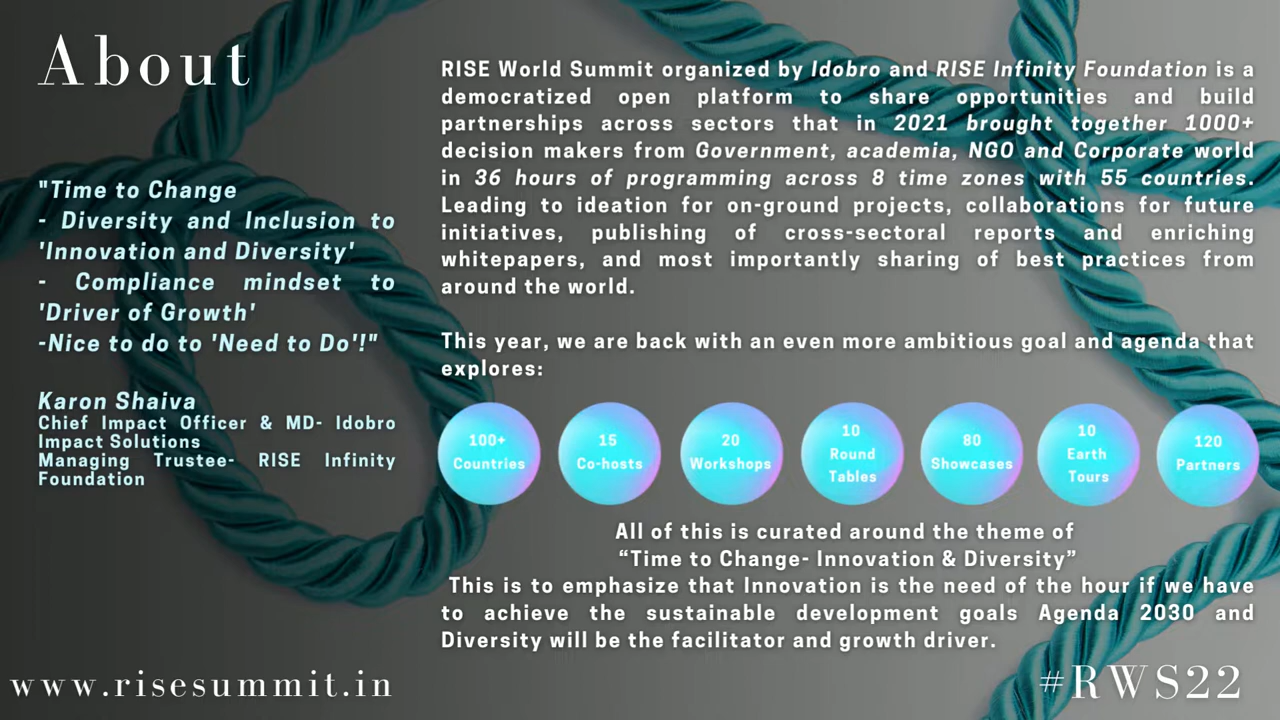 About
"Time to Change
- Diversity and Inclusion to
'Innovation and Diversity'
- Compliance mindset to
'Driver of Growth'
-Nice to do to 'Need to Do'!"
Karon Shaiva
Chief Impact Officer & MD- Idobro
Impact Solutions
Managing Trustee- RISE Infinity
Foundation
www.risesummit.in
RISE World Summit organized by Idobro and RISE Infinity Foundation is a
democratized open platform to share opportunities and build
partnerships across sectors that in 2021 brought together 1000+
decision makers from Government, academia, NGO and Corporate world
in 36 hours of programming across 8 time zones with 55 countries.
Leading to ideation for on-ground projects, collaborations for future
initiatives, publishing of cross-sectoral reports and enriching
whitepapers, and most importantly sharing of best practices from
around the world.
This year, we are back with an even more ambitious goal and agenda that
explores:
100+
Countries
15
Co-hosts
20
Workshops
10
Round
Tables
80
Showcases
10
Earth
Tours
120
Partners
All of this is curated around the theme of
“Time to Change- Innovation & Diversity”
This is to emphasize that Innovation is the need of the hour if we have
to achieve the sustainable development goals Agenda 2030 and
Diversity will be the facilitator and growth driver.
#RWS22